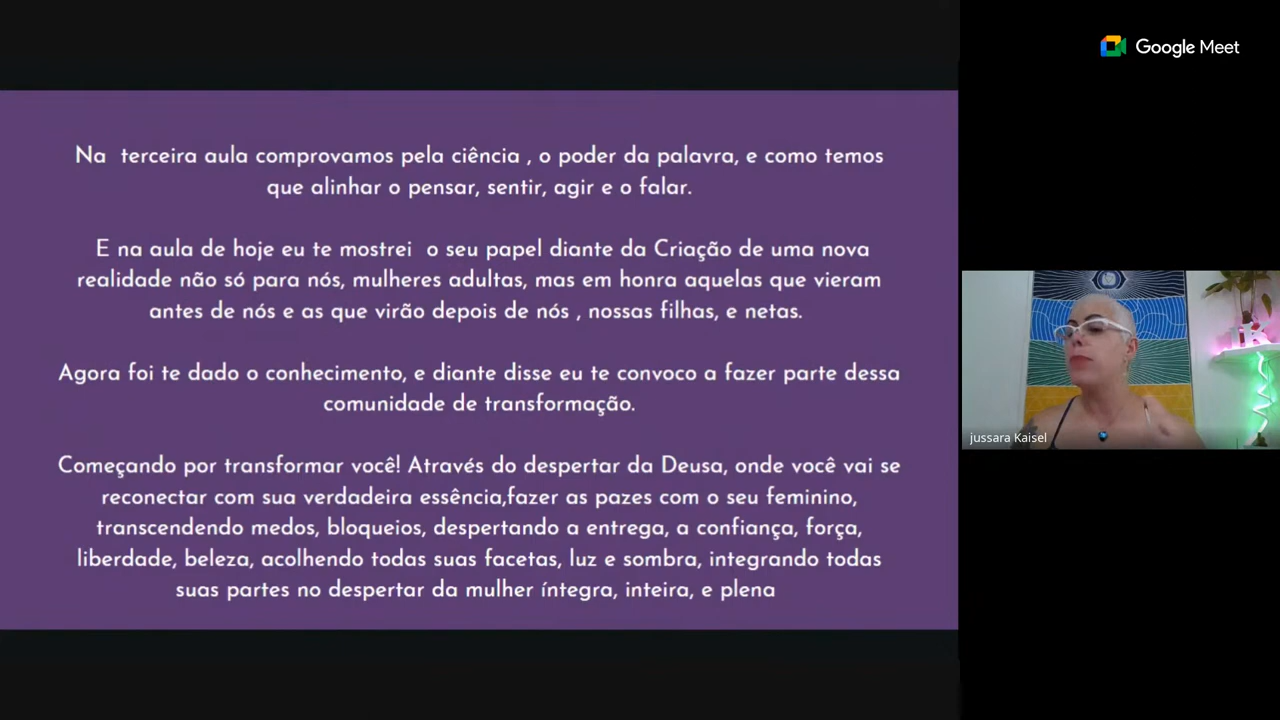 Na terceira aula comprovamos pela ciência , o poder da palavra, e como temos
que alinhar o pensar, sentir, agir e o falar.
E na aula de hoje eu te mostrei o seu papel diante da Criação de uma nova
realidade não só para nós, mulheres adultas, mas em honra aquelas que vieram
antes de nós e as que virão depois de nós , nossas filhas, e netas.
Agora foi te dado o conhecimento, e diante disse eu te convoco a fazer parte dessa
comunidade de transformação.
Começando por transformar você! Através do despertar da Deusa, onde você vai se
reconectar com sua verdadeira essência,fazer as pazes com o seu feminino,
transcendendo medos, bloqueios, despertando a entrega, a confiança, força,
liberdade, beleza, acolhendo todas suas facetas, luz e sombra, integrando todas
suas partes no despertar da mulher íntegra, inteira, e plena
Google Meet
jussara Kaisel